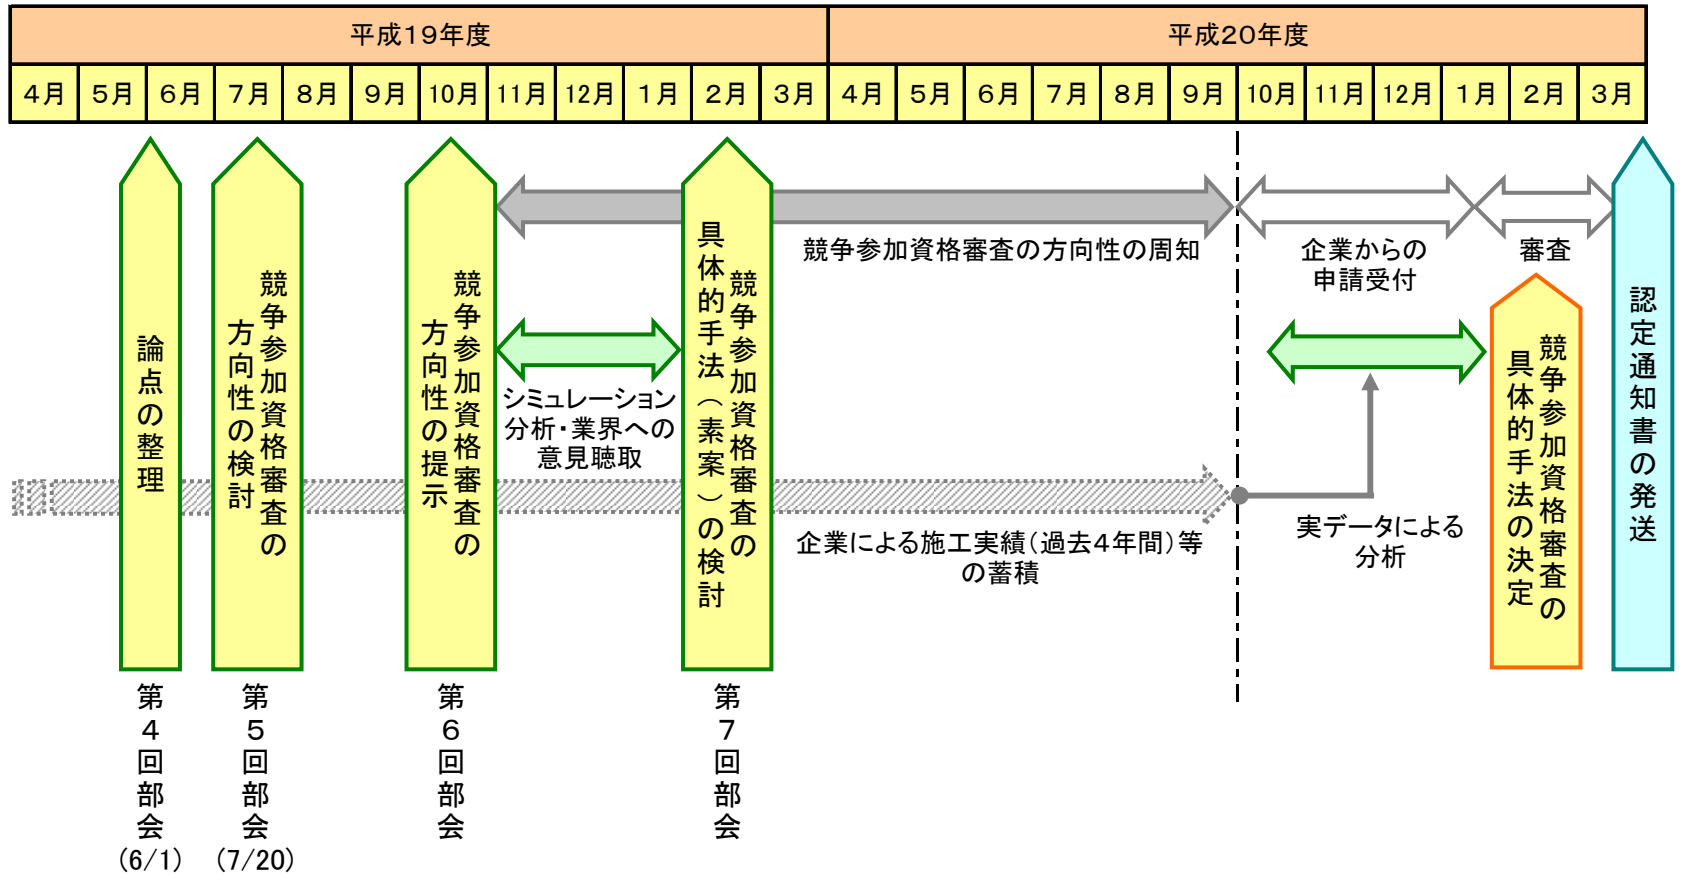 平成19年度
平成20年度
4月 5月 6月 7月 8月 9月 10月 11月 12月 1月 2月 3月 4月 5月 6月 7月 8月 9月 10月 11月 12月 1月 2月 3月
論点の整理
競争参加資格審査の
方向性の検討
競争参加資格審査の
方向性の提示
シミュレーション
分析・業界への
意見聴取
競争参加資格審査の
具体的手法（素案）の検討
競争参加資格審査の方向性の周知
企業からの
申請受付
審査
企業による施工実績（過去４年間）等
の蓄積
実データによる
分析
競争参加資格審査の
具体的手法の決定
認定通知書の発送
第４回部会
(6/1)
第５回部会
(7/20)
第６回部会
第７回部会